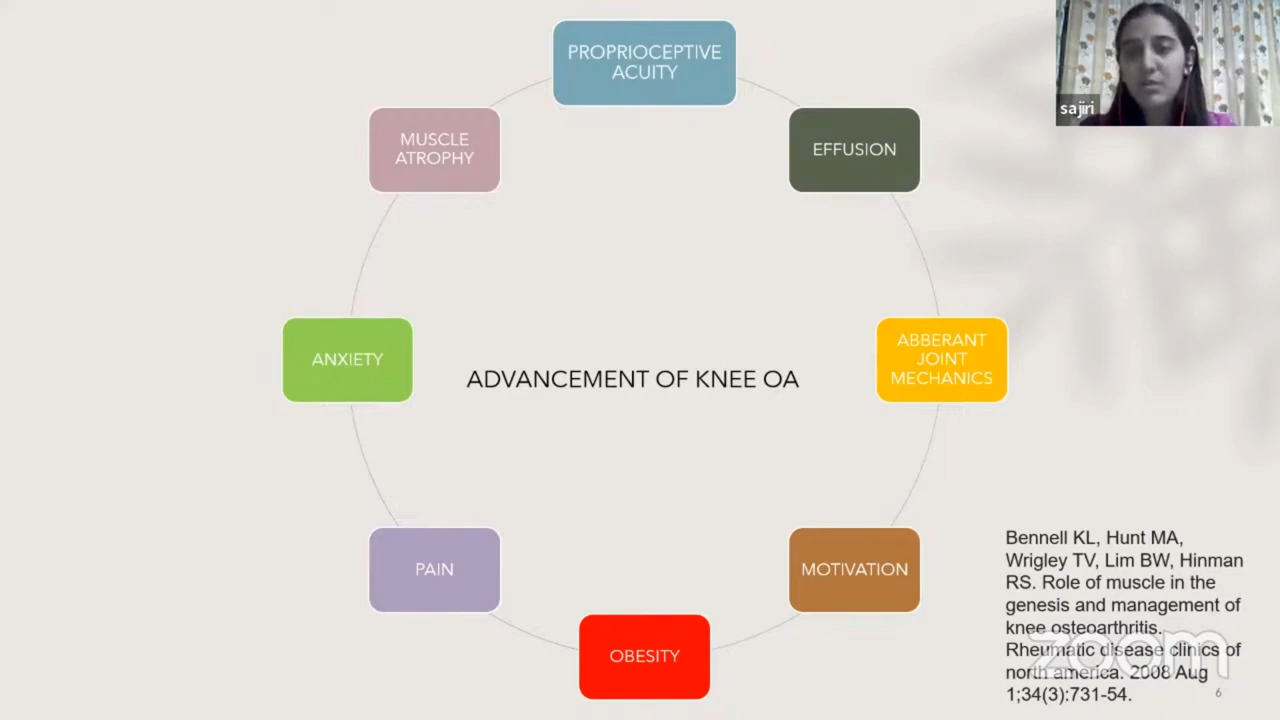 PROPRIOCEPTIVE
ACUITY
sajiri
MUSCLE
ATROPHY
EFFUSION
ANXIETY
ADVANCEMENT OF KNEE OA
ABBERANT
JOINT
MECHANICS
PAIN
MOTIVATION
OBESITY
Bennell KL, Hunt MA,
Wrigley TV, Lim BW, Hinman
RS. Role of muscle in the
genesis and management of
knee osteoarthritis.
Rheumatic disease clinics of
north america. 2008 Aug
1;34(3):731-54.
zoom
6